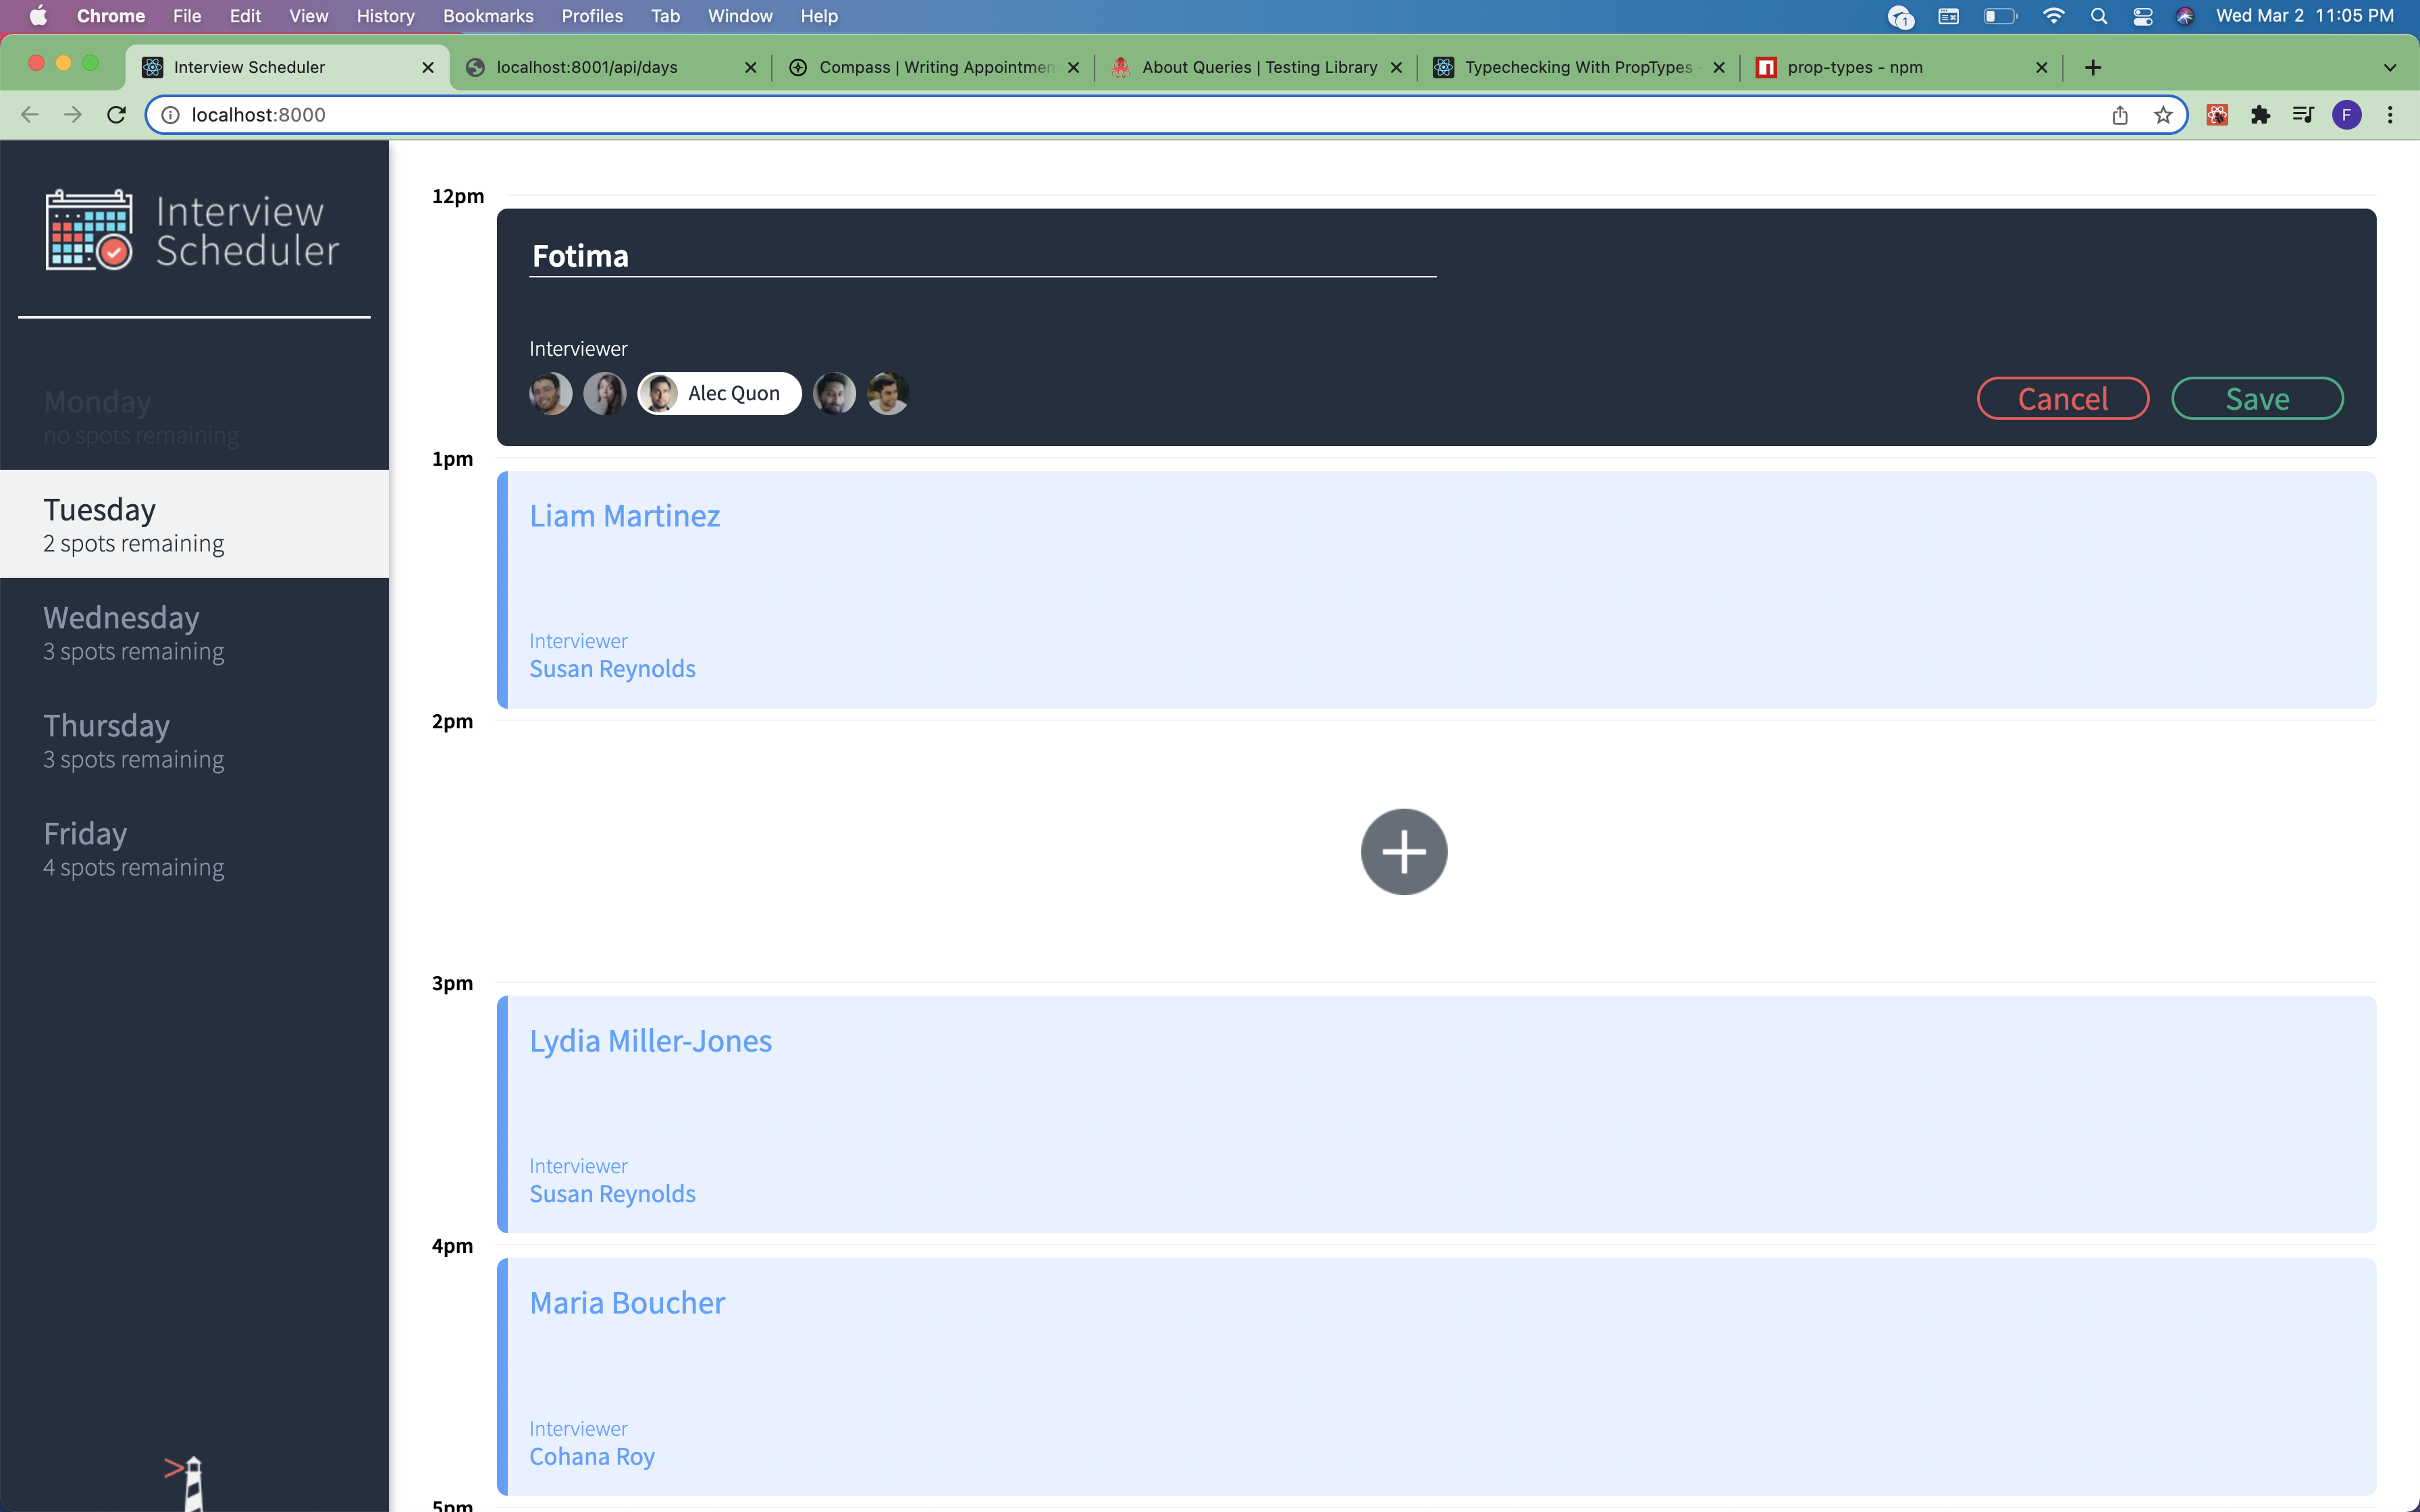 Chrome File Edit View History Bookmarks Profiles Tab Window Help 1 Wed Mar 2 11:05 PM
Interview Scheduler localhost:8001/api/days Compass | Writing Appointmen About Queries | Testing Library Typechecking With PropTypes prop-types - npm
localhost:8000 F
Interview
Scheduler
Monday
no spots remaining
Tuesday
2 spots remaining
Wednesday
3 spots remaining
Thursday
3 spots remaining
Friday
4 spots remaining
12pm
Fotima
Interviewer
Alec Quon
Cancel Save
1pm
Liam Martinez
Interviewer
Susan Reynolds
2pm
3pm
Lydia Miller-Jones
Interviewer
Susan Reynolds
4pm
Maria Boucher
Interviewer
Cohana Roy
5pm